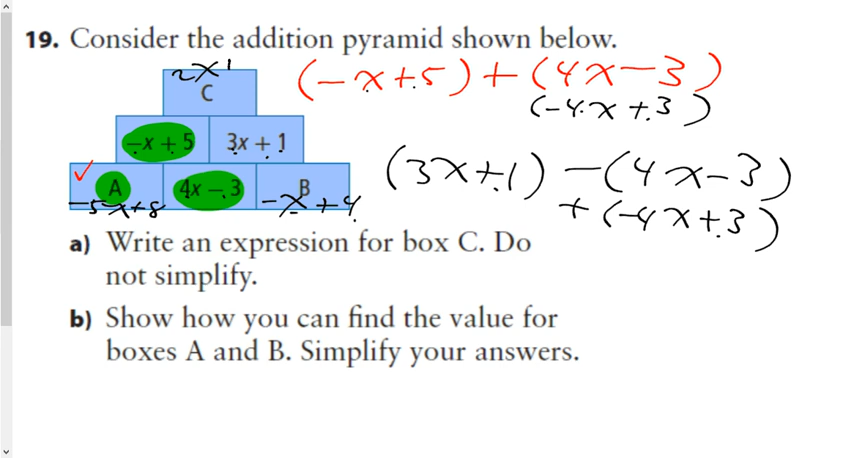 19. Consider the addition pyramid shown below.
2x 1
C
(-x+5) + (4x-3)
(-4x+3)
-x + 5
3x + 1
A
4x - 3
B
-5x+8
-x+4
(3x+1) -(4x-3)
+(-4x+3)
a) Write an expression for box C. Do
not simplify.
b) Show how you can find the value for
boxes A and B. Simplify your answers.